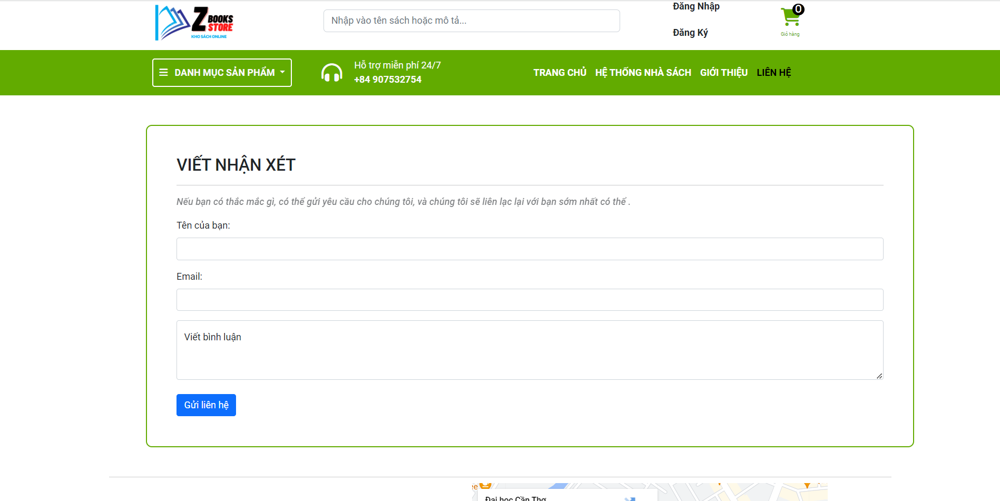 Z BOOKS
STORE
KHO SÁCH ONLINE
Nhập vào tên sách hoặc mô tả...
Đăng Nhập
Đăng Ký
0
Giỏ hàng
DANH MỤC SẢN PHẨM
Hỗ trợ miễn phí 24/7
+84 907532754
TRANG CHỦ HỆ THỐNG NHÀ SÁCH GIỚI THIỆU LIÊN HỆ
VIẾT NHẬN XÉT
Nếu bạn có thắc mắc gì, có thể gửi yêu cầu cho chúng tôi, và chúng tôi sẽ liên lạc lại với bạn sớm nhất có thể .
Tên của bạn:
Email:
Viết bình luận
Gửi liên hệ
Đại học Cần Thơ